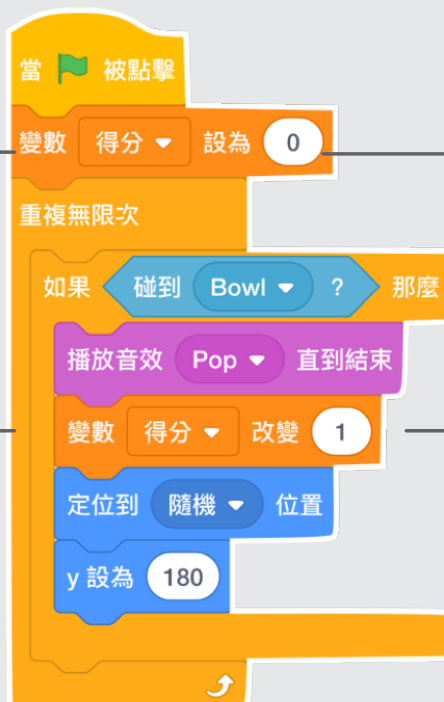 當 被點擊
變數 得分 設為 0
重複無限次
如果 碰到 Bowl ? 那麼
播放音效 Pop 直到結束
變數 得分 改變 1
定位到 隨機 位置
y 設為 180